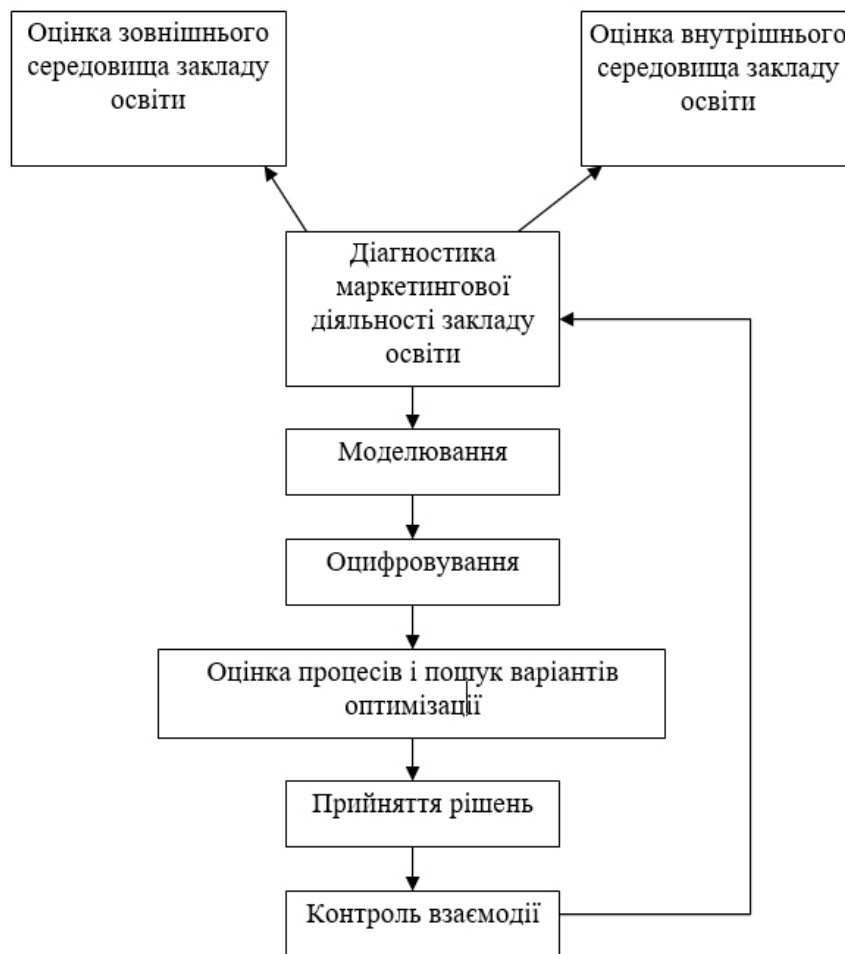 Оцінка зовнішнього
середовища закладу
освіти
Оцінка внутрішнього
середовища закладу
освіти
Діагностика
маркетингової
діяльності закладу
освіти
Моделювання
Оцифровування
Оцінка процесів і пошук варіантів
оптимізації
Прийняття рішень
Контроль взаємодії